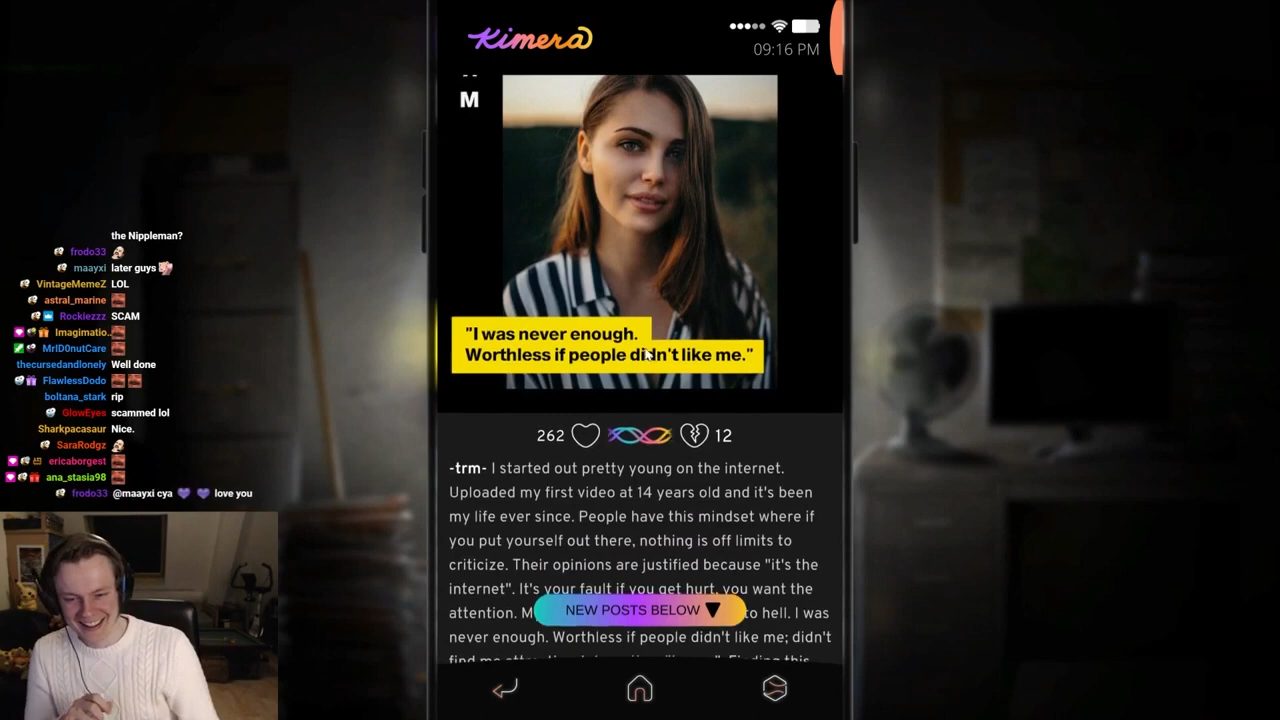 the Nippleman?
frodo33
maayxi later guys
VintageMemeZ LOL
astral_marine
Rockiezzz SCAM
Imagimatio..
MrID0nutCare
thecursedandlonely Well done
FlawlessDodo
boltana_stark rip
GlowEyes scammed lol
Sharkpacasaur Nice.
SaraRodgz
ericaborgest
ana_stasia98
frodo33 @maayxi cya love you
Kimera
09:16 PM
M
"I was never enough.
Worthless if people didn't like me."
262 12
-trm- I started out pretty young on the internet.
Uploaded my first video at 14 years old and it's been
my life ever since. People have this mindset where if
you put yourself out there, nothing is off limits to
criticize. Their opinions are justified because "it's the
internet". It's your fault if you get hurt, you want the
attention. to hell. I was
NEW POSTS BELOW
never enough. Worthless if people didn't like me; didn't